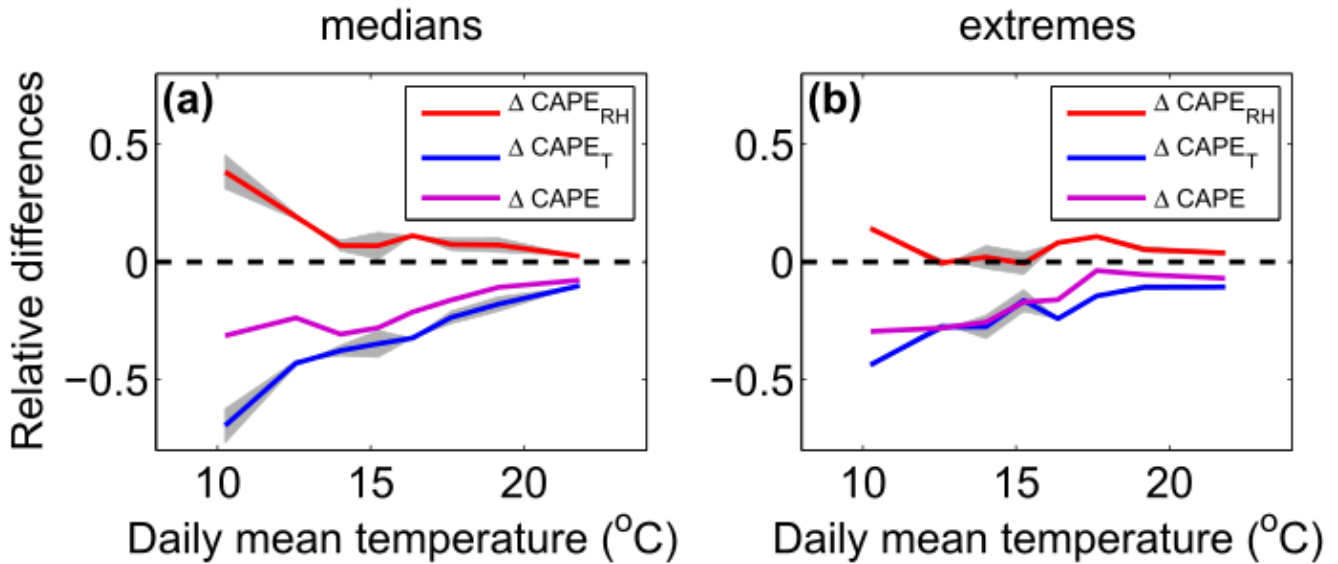 medians
extremes
Relative differences
(a)
Δ CAPE_RH
Δ CAPE_T
Δ CAPE
0.5
0
−0.5
10 15 20
Daily mean temperature (°C)
(b)
Δ CAPE_RH
Δ CAPE_T
Δ CAPE
0.5
0
−0.5
10 15 20
Daily mean temperature (°C)